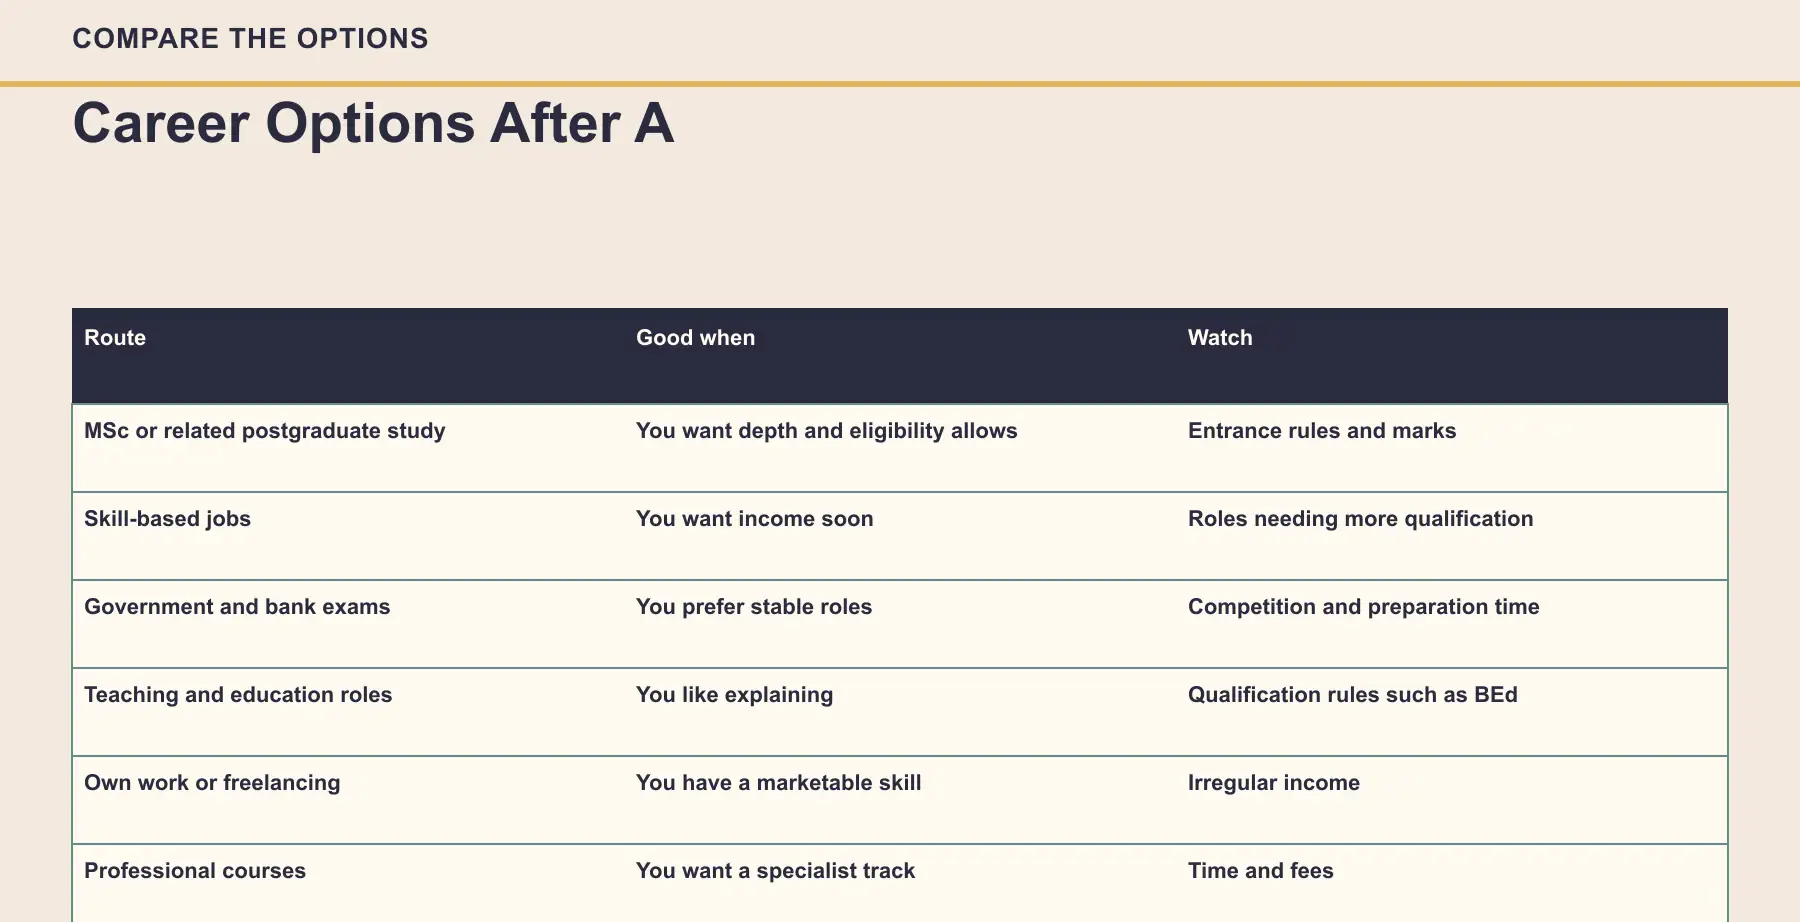 COMPARE THE OPTIONS
Career Options After A
Route Good when Watch
MSc or related postgraduate study You want depth and eligibility allows Entrance rules and marks
Skill-based jobs You want income soon Roles needing more qualification
Government and bank exams You prefer stable roles Competition and preparation time
Teaching and education roles You like explaining Qualification rules such as BEd
Own work or freelancing You have a marketable skill Irregular income
Professional courses You want a specialist track Time and fees